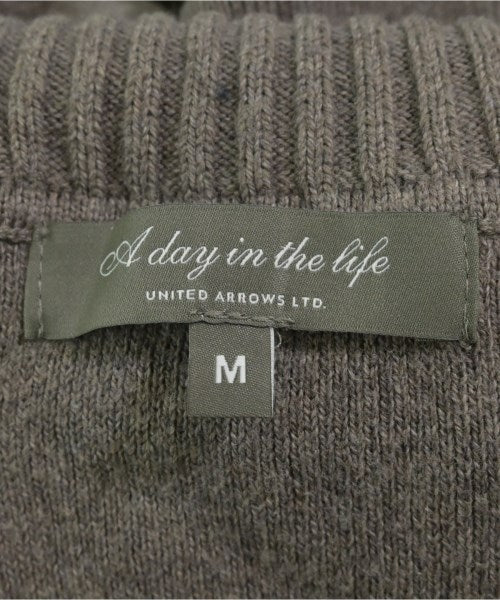 A day in the life
UNITED ARROWS LTD.
M